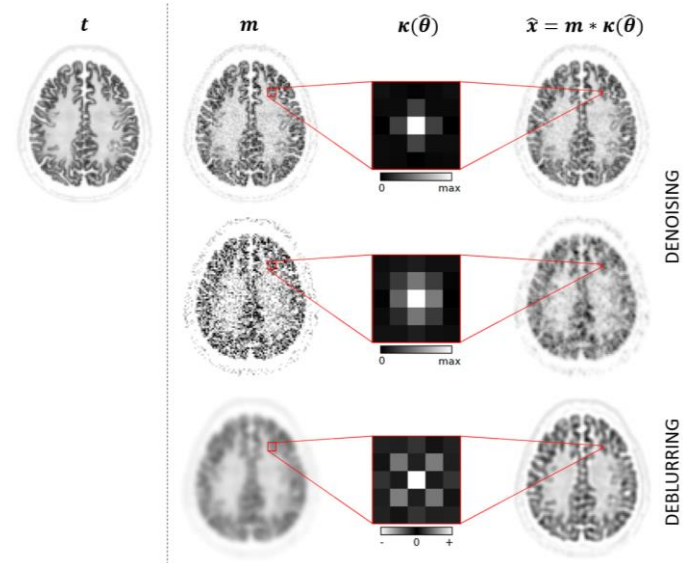 t m κ(θ̂) x̂ = m ∗ κ(θ̂)
0 max
DENOISING
0 max
DEBLURRING
- 0 +